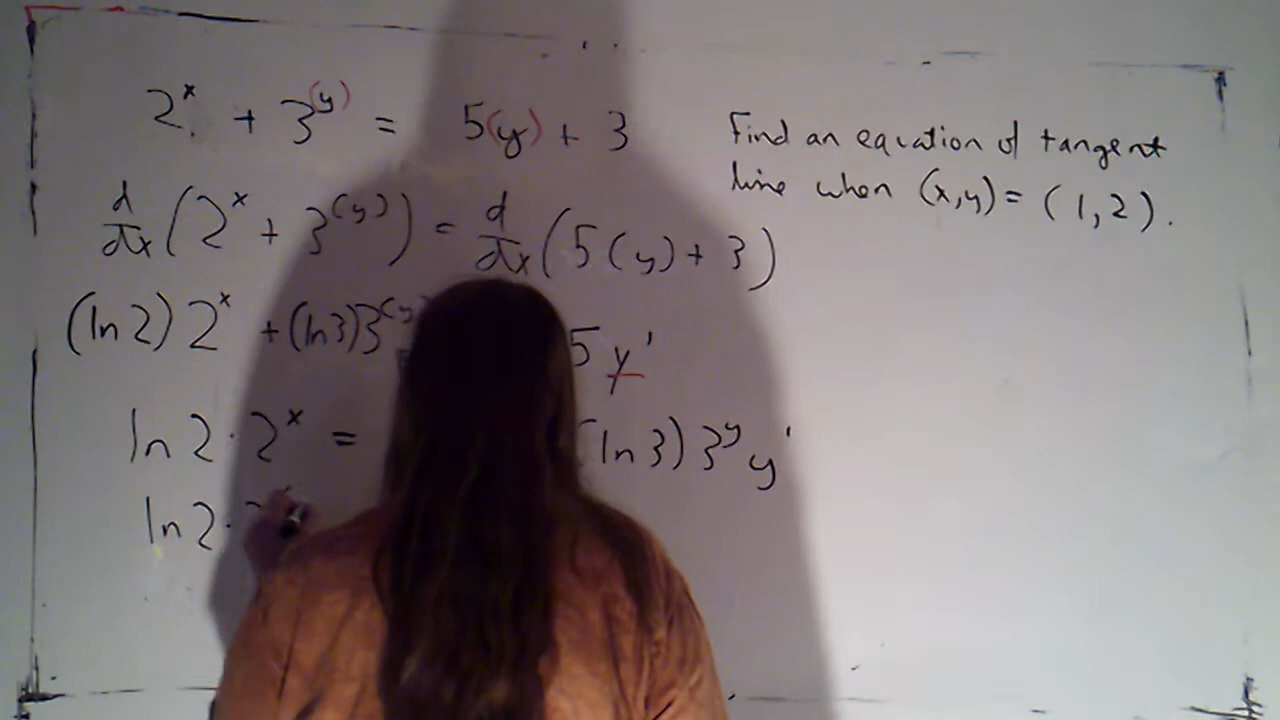 2^x + 3^(y) = 5(y) + 3
Find an equation of tangent
line when (x,y) = (1,2).
d/dx (2^x + 3^(y)) = d/dx (5(y) + 3)
(ln 2) 2^x + (ln 3) 3^(y 5 y'
ln 2 · 2^x = (ln 3) 3^y y'
ln 2 ·